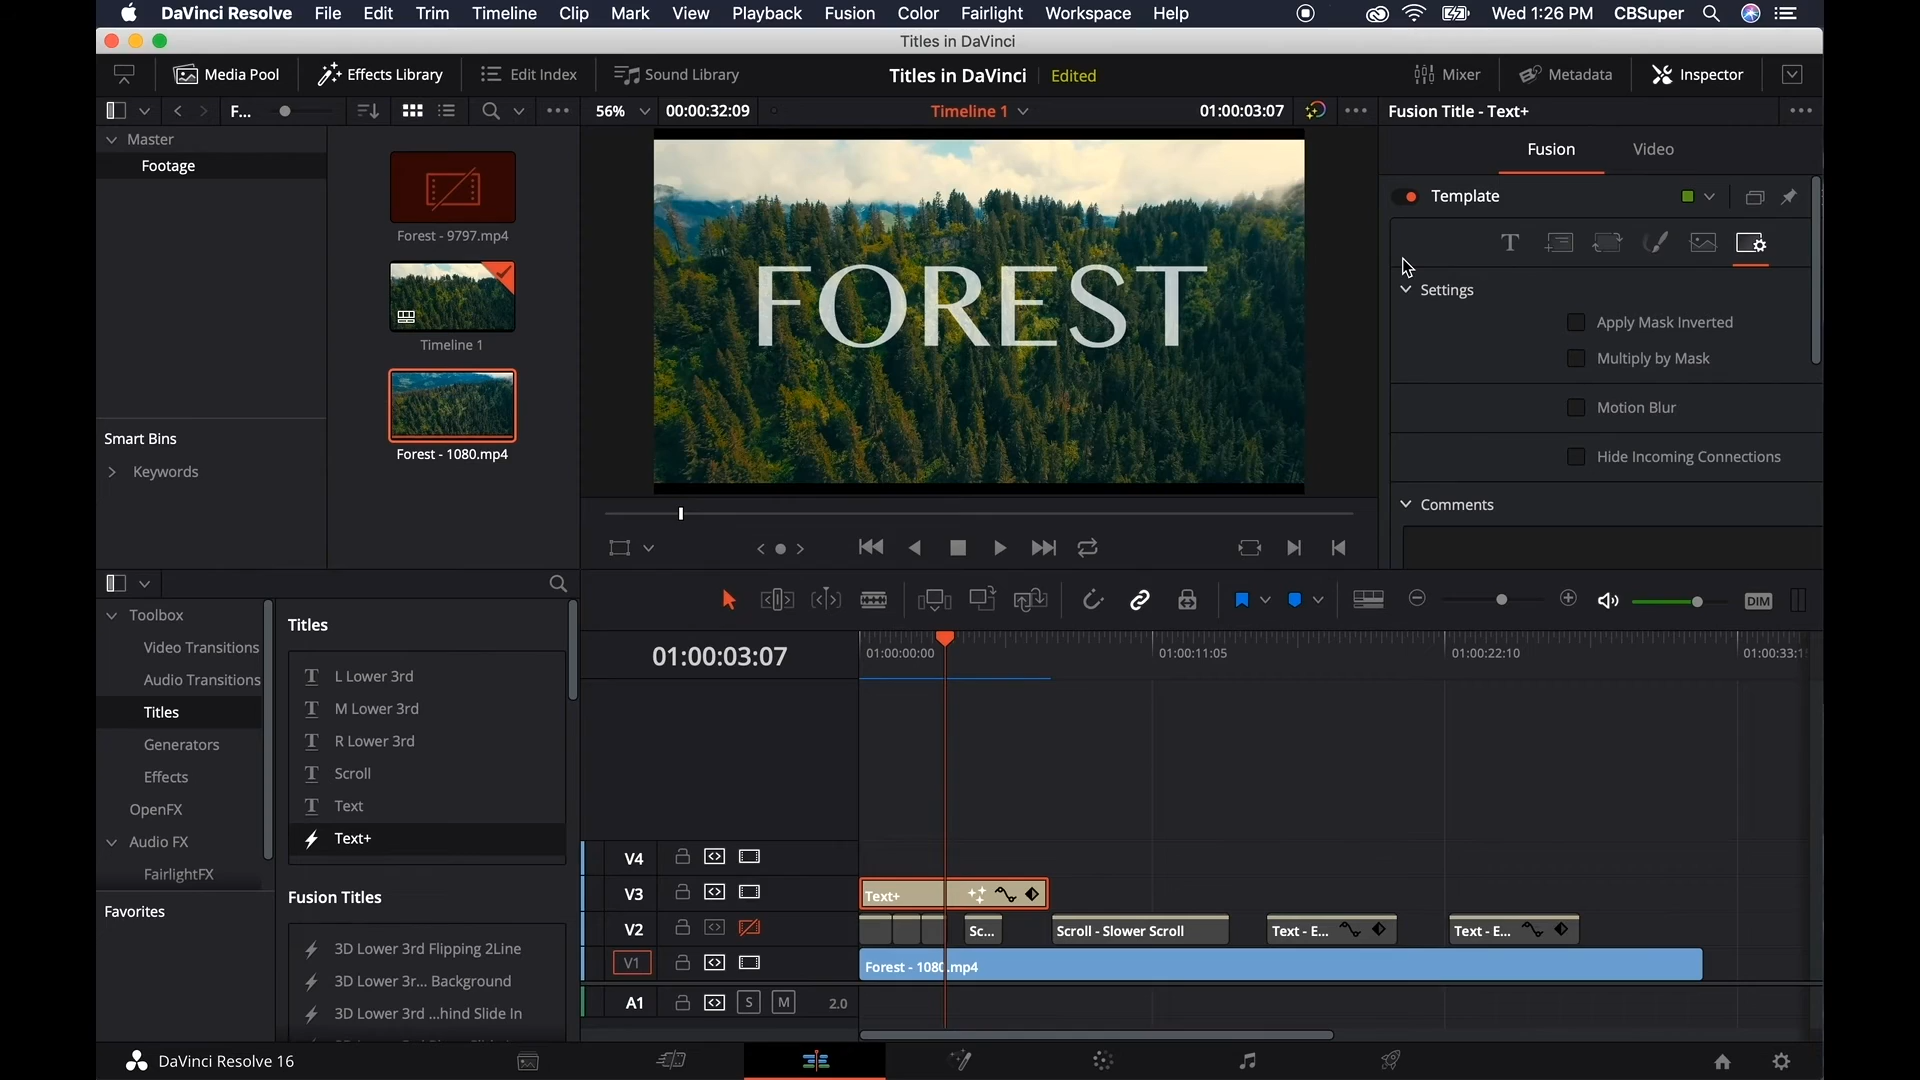 DaVinci Resolve File Edit Trim Timeline Clip Mark View Playback Fusion Color Fairlight Workspace Help Wed 1:26 PM CBSuper
Titles in DaVinci
Media Pool Effects Library Edit Index Sound Library Titles in DaVinci Edited Mixer Metadata Inspector
F... 56% 00:00:32:09 Timeline 1 01:00:03:07 Fusion Title - Text+
Master
Footage
Fusion Video
Template
T
Forest - 9797.mp4
FOREST
Settings
Apply Mask Inverted
Timeline 1
Multiply by Mask
Motion Blur
Smart Bins
Forest - 1080.mp4
Hide Incoming Connections
Keywords
Comments
Toolbox
Titles
DIM
Video Transitions
01:00:03:07
01:00:00:00 01:00:11:05 01:00:22:10
Audio Transitions
T L Lower 3rd
Titles
T M Lower 3rd
Generators
T R Lower 3rd
Effects
T Scroll
OpenFX
T Text
Audio FX
Text+
V4
FairlightFX
Fusion Titles
V3 Text+
Favorites
V2 Sc... Scroll - Slower Scroll Text - E... Text - E...
3D Lower 3rd Flipping 2Line
V1 Forest - 1080.mp4
3D Lower 3r... Background
A1 S M 2.0
3D Lower 3rd ...hind Slide In
DaVinci Resolve 16